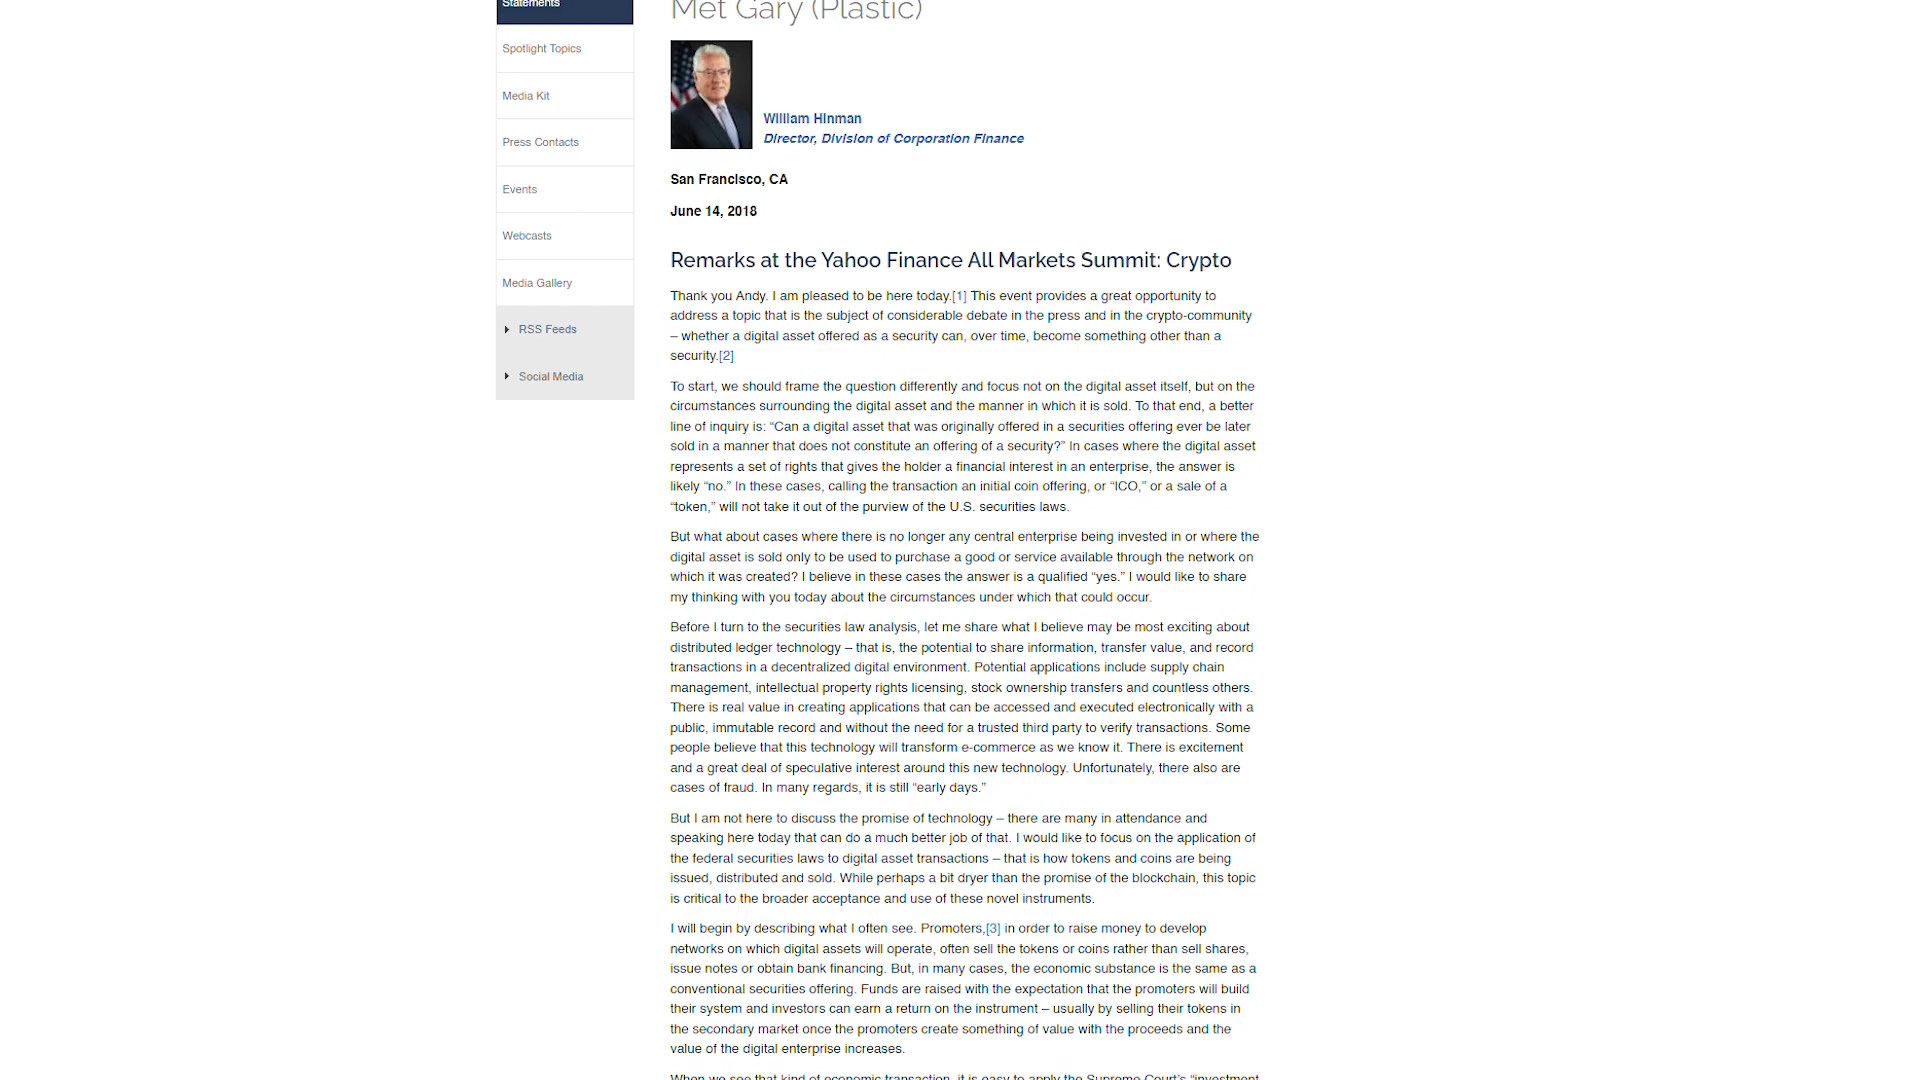 Statements
Met Gary (Plastic)
Spotlight Topics
Media Kit
Press Contacts
Events
Webcasts
Media Gallery
RSS Feeds
Social Media
William Hinman
Director, Division of Corporation Finance
San Francisco, CA
June 14, 2018
Remarks at the Yahoo Finance All Markets Summit: Crypto
Thank you Andy. I am pleased to be here today.[1] This event provides a great opportunity to
address a topic that is the subject of considerable debate in the press and in the crypto-community
– whether a digital asset offered as a security can, over time, become something other than a
security.[2]
To start, we should frame the question differently and focus not on the digital asset itself, but on the
circumstances surrounding the digital asset and the manner in which it is sold. To that end, a better
line of inquiry is: “Can a digital asset that was originally offered in a securities offering ever be later
sold in a manner that does not constitute an offering of a security?” In cases where the digital asset
represents a set of rights that gives the holder a financial interest in an enterprise, the answer is
likely “no.” In these cases, calling the transaction an initial coin offering, or “ICO,” or a sale of a
“token,” will not take it out of the purview of the U.S. securities laws.
But what about cases where there is no longer any central enterprise being invested in or where the
digital asset is sold only to be used to purchase a good or service available through the network on
which it was created? I believe in these cases the answer is a qualified “yes.” I would like to share
my thinking with you today about the circumstances under which that could occur.
Before I turn to the securities law analysis, let me share what I believe may be most exciting about
distributed ledger technology – that is, the potential to share information, transfer value, and record
transactions in a decentralized digital environment. Potential applications include supply chain
management, intellectual property rights licensing, stock ownership transfers and countless others.
There is real value in creating applications that can be accessed and executed electronically with a
public, immutable record and without the need for a trusted third party to verify transactions. Some
people believe that this technology will transform e-commerce as we know it. There is excitement
and a great deal of speculative interest around this new technology. Unfortunately, there also are
cases of fraud. In many regards, it is still “early days.”
But I am not here to discuss the promise of technology – there are many in attendance and
speaking here today that can do a much better job of that. I would like to focus on the application of
the federal securities laws to digital asset transactions – that is how tokens and coins are being
issued, distributed and sold. While perhaps a bit dryer than the promise of the blockchain, this topic
is critical to the broader acceptance and use of these novel instruments.
I will begin by describing what I often see. Promoters,[3] in order to raise money to develop
networks on which digital assets will operate, often sell the tokens or coins rather than sell shares,
issue notes or obtain bank financing. But, in many cases, the economic substance is the same as a
conventional securities offering. Funds are raised with the expectation that the promoters will build
their system and investors can earn a return on the instrument – usually by selling their tokens in
the secondary market once the promoters create something of value with the proceeds and the
value of the digital enterprise increases.
When we see that kind of economic transaction, it is easy to apply the Supreme Court’s “investment